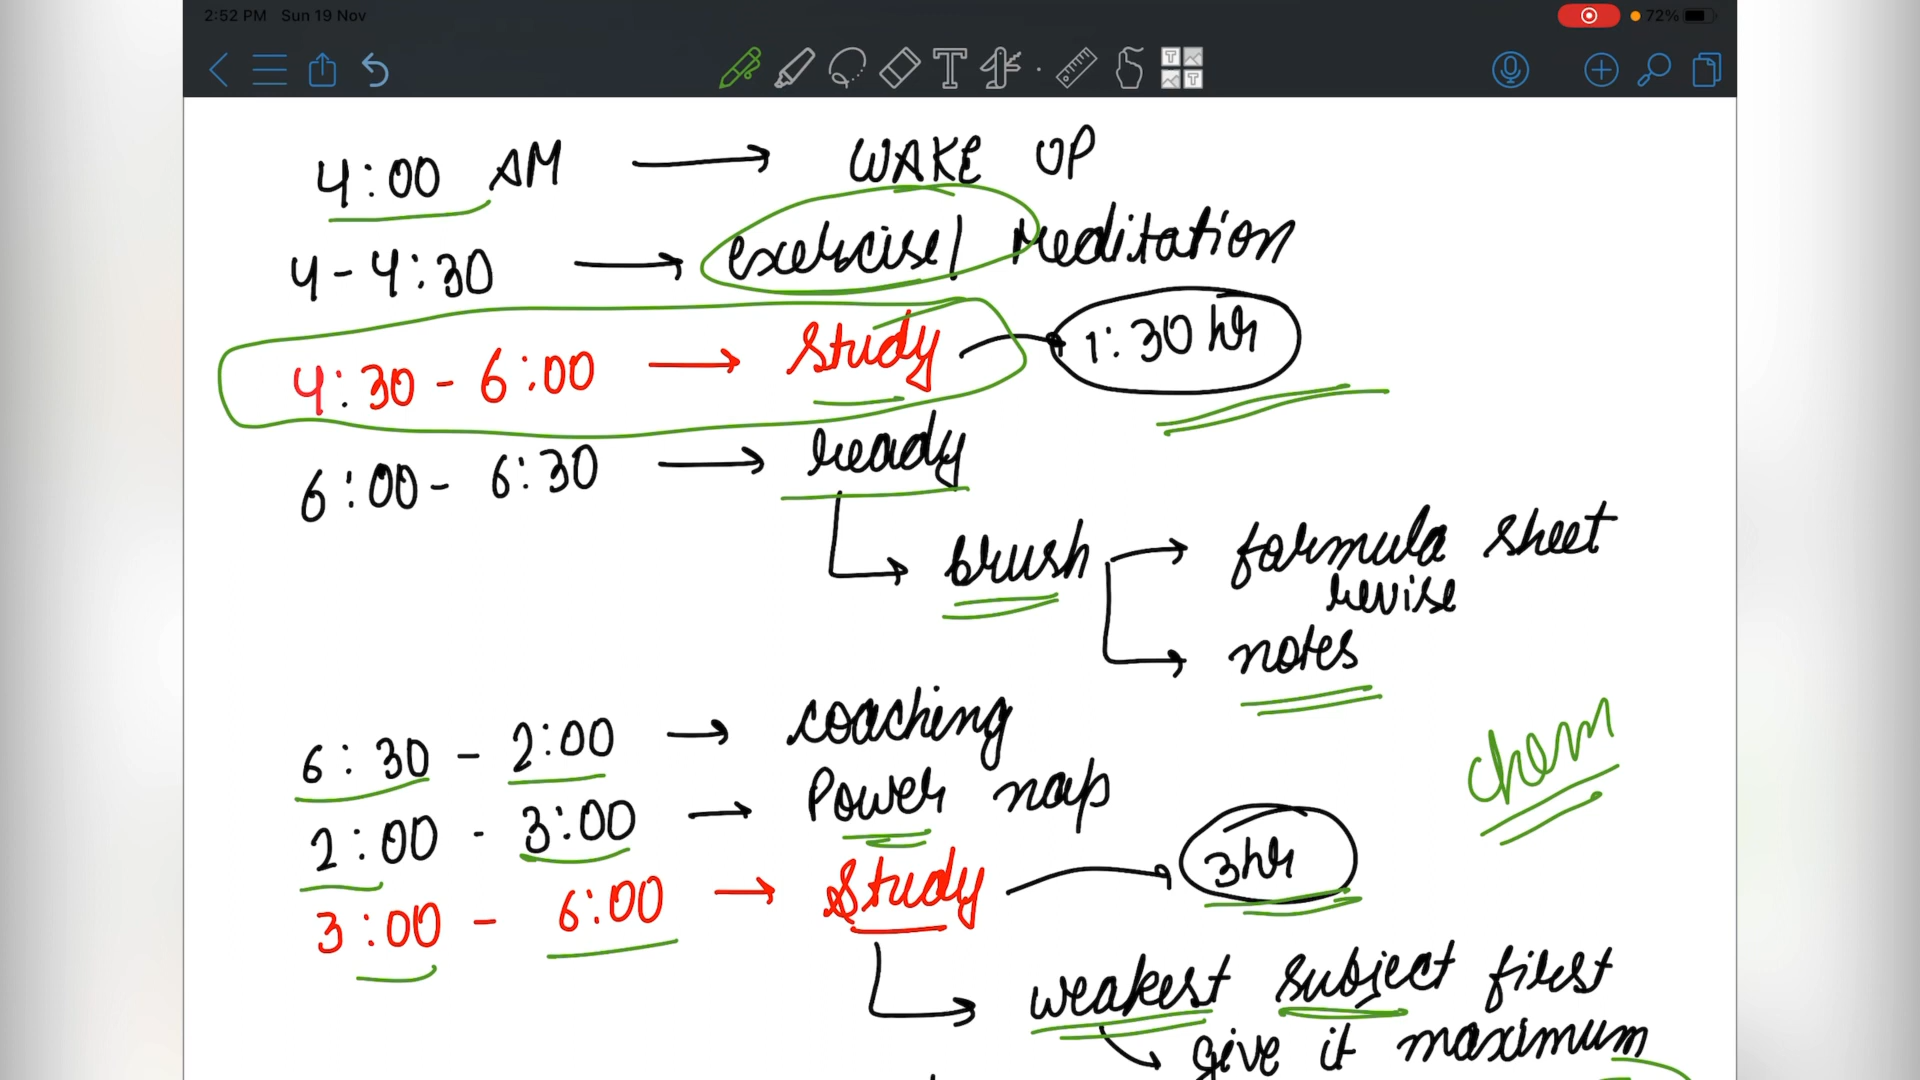 2:52 PM Sun 19 Nov
72%
4:00 AM → WAKE UP
4-4:30 → exercise/ Meditation
4:30 - 6:00 → study → 1:30 hr
6:00 - 6:30 → ready
brush → formula sheet
revise
notes
6:30 - 2:00 → coaching
chem
2:00 - 3:00 → Power nap
3:00 - 6:00 → Study → 3hr
weakest subject first
give it maximum